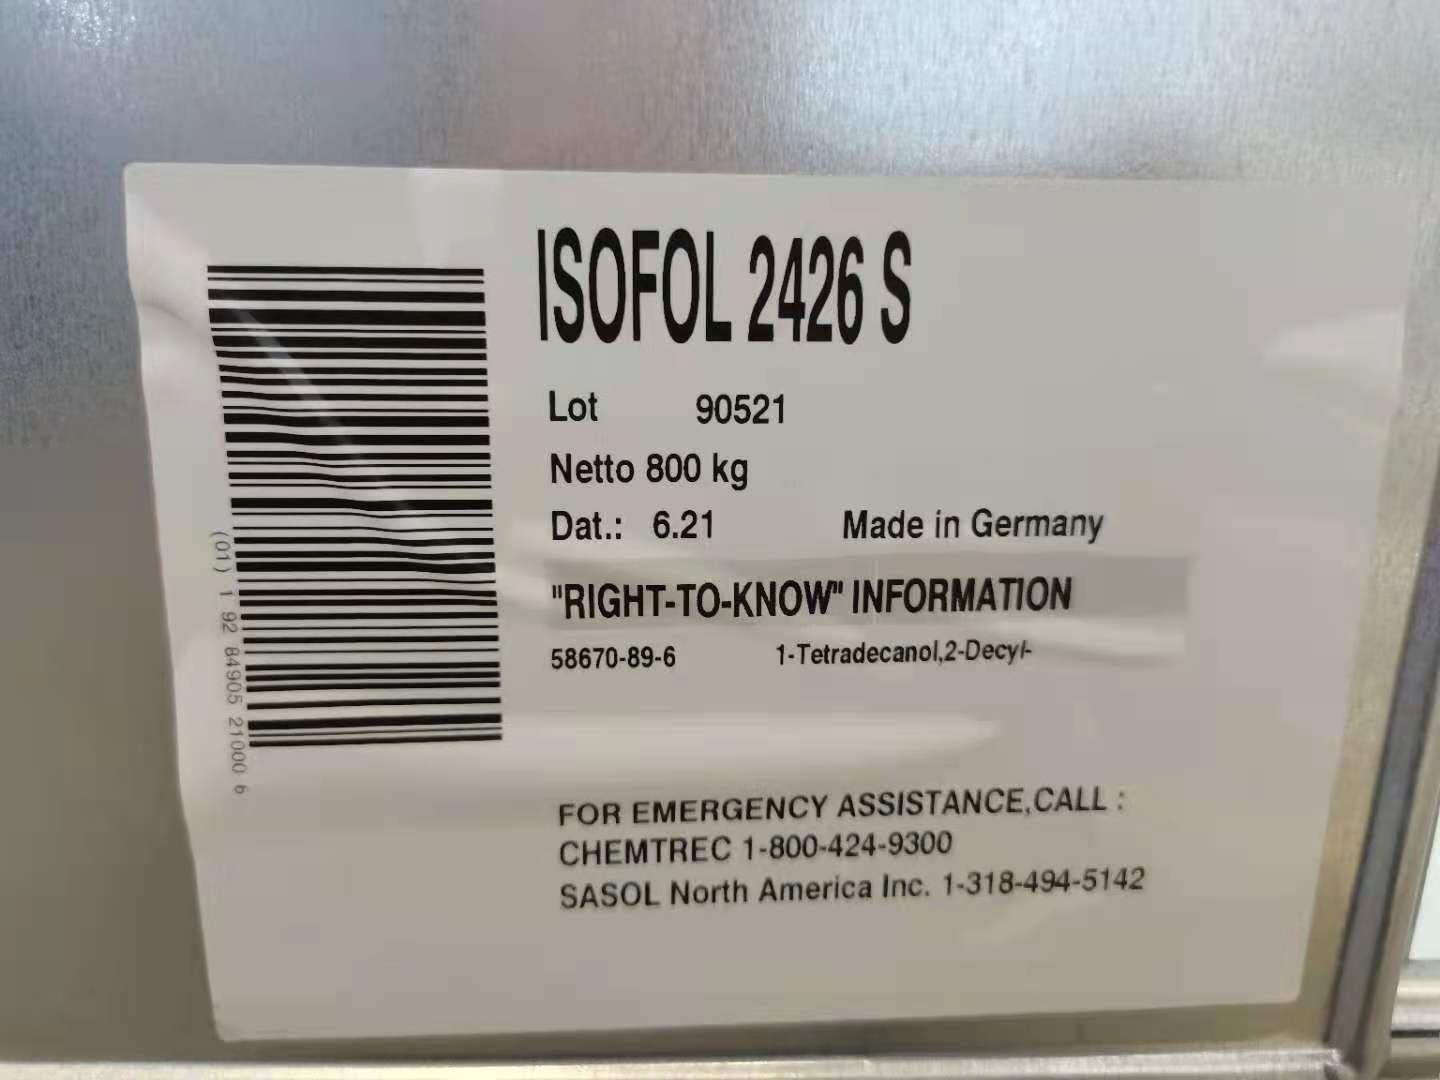 ISOFOL 2426 S
Lot 90521
Netto 800 kg
Dat.: 6.21 Made in Germany
"RIGHT-TO-KNOW" INFORMATION
58670-89-6 1-Tetradecanol,2-Decyl-
FOR EMERGENCY ASSISTANCE,CALL :
CHEMTREC 1-800-424-9300
SASOL North America Inc. 1-318-494-5142
(01) 1 92 84905 21000 6